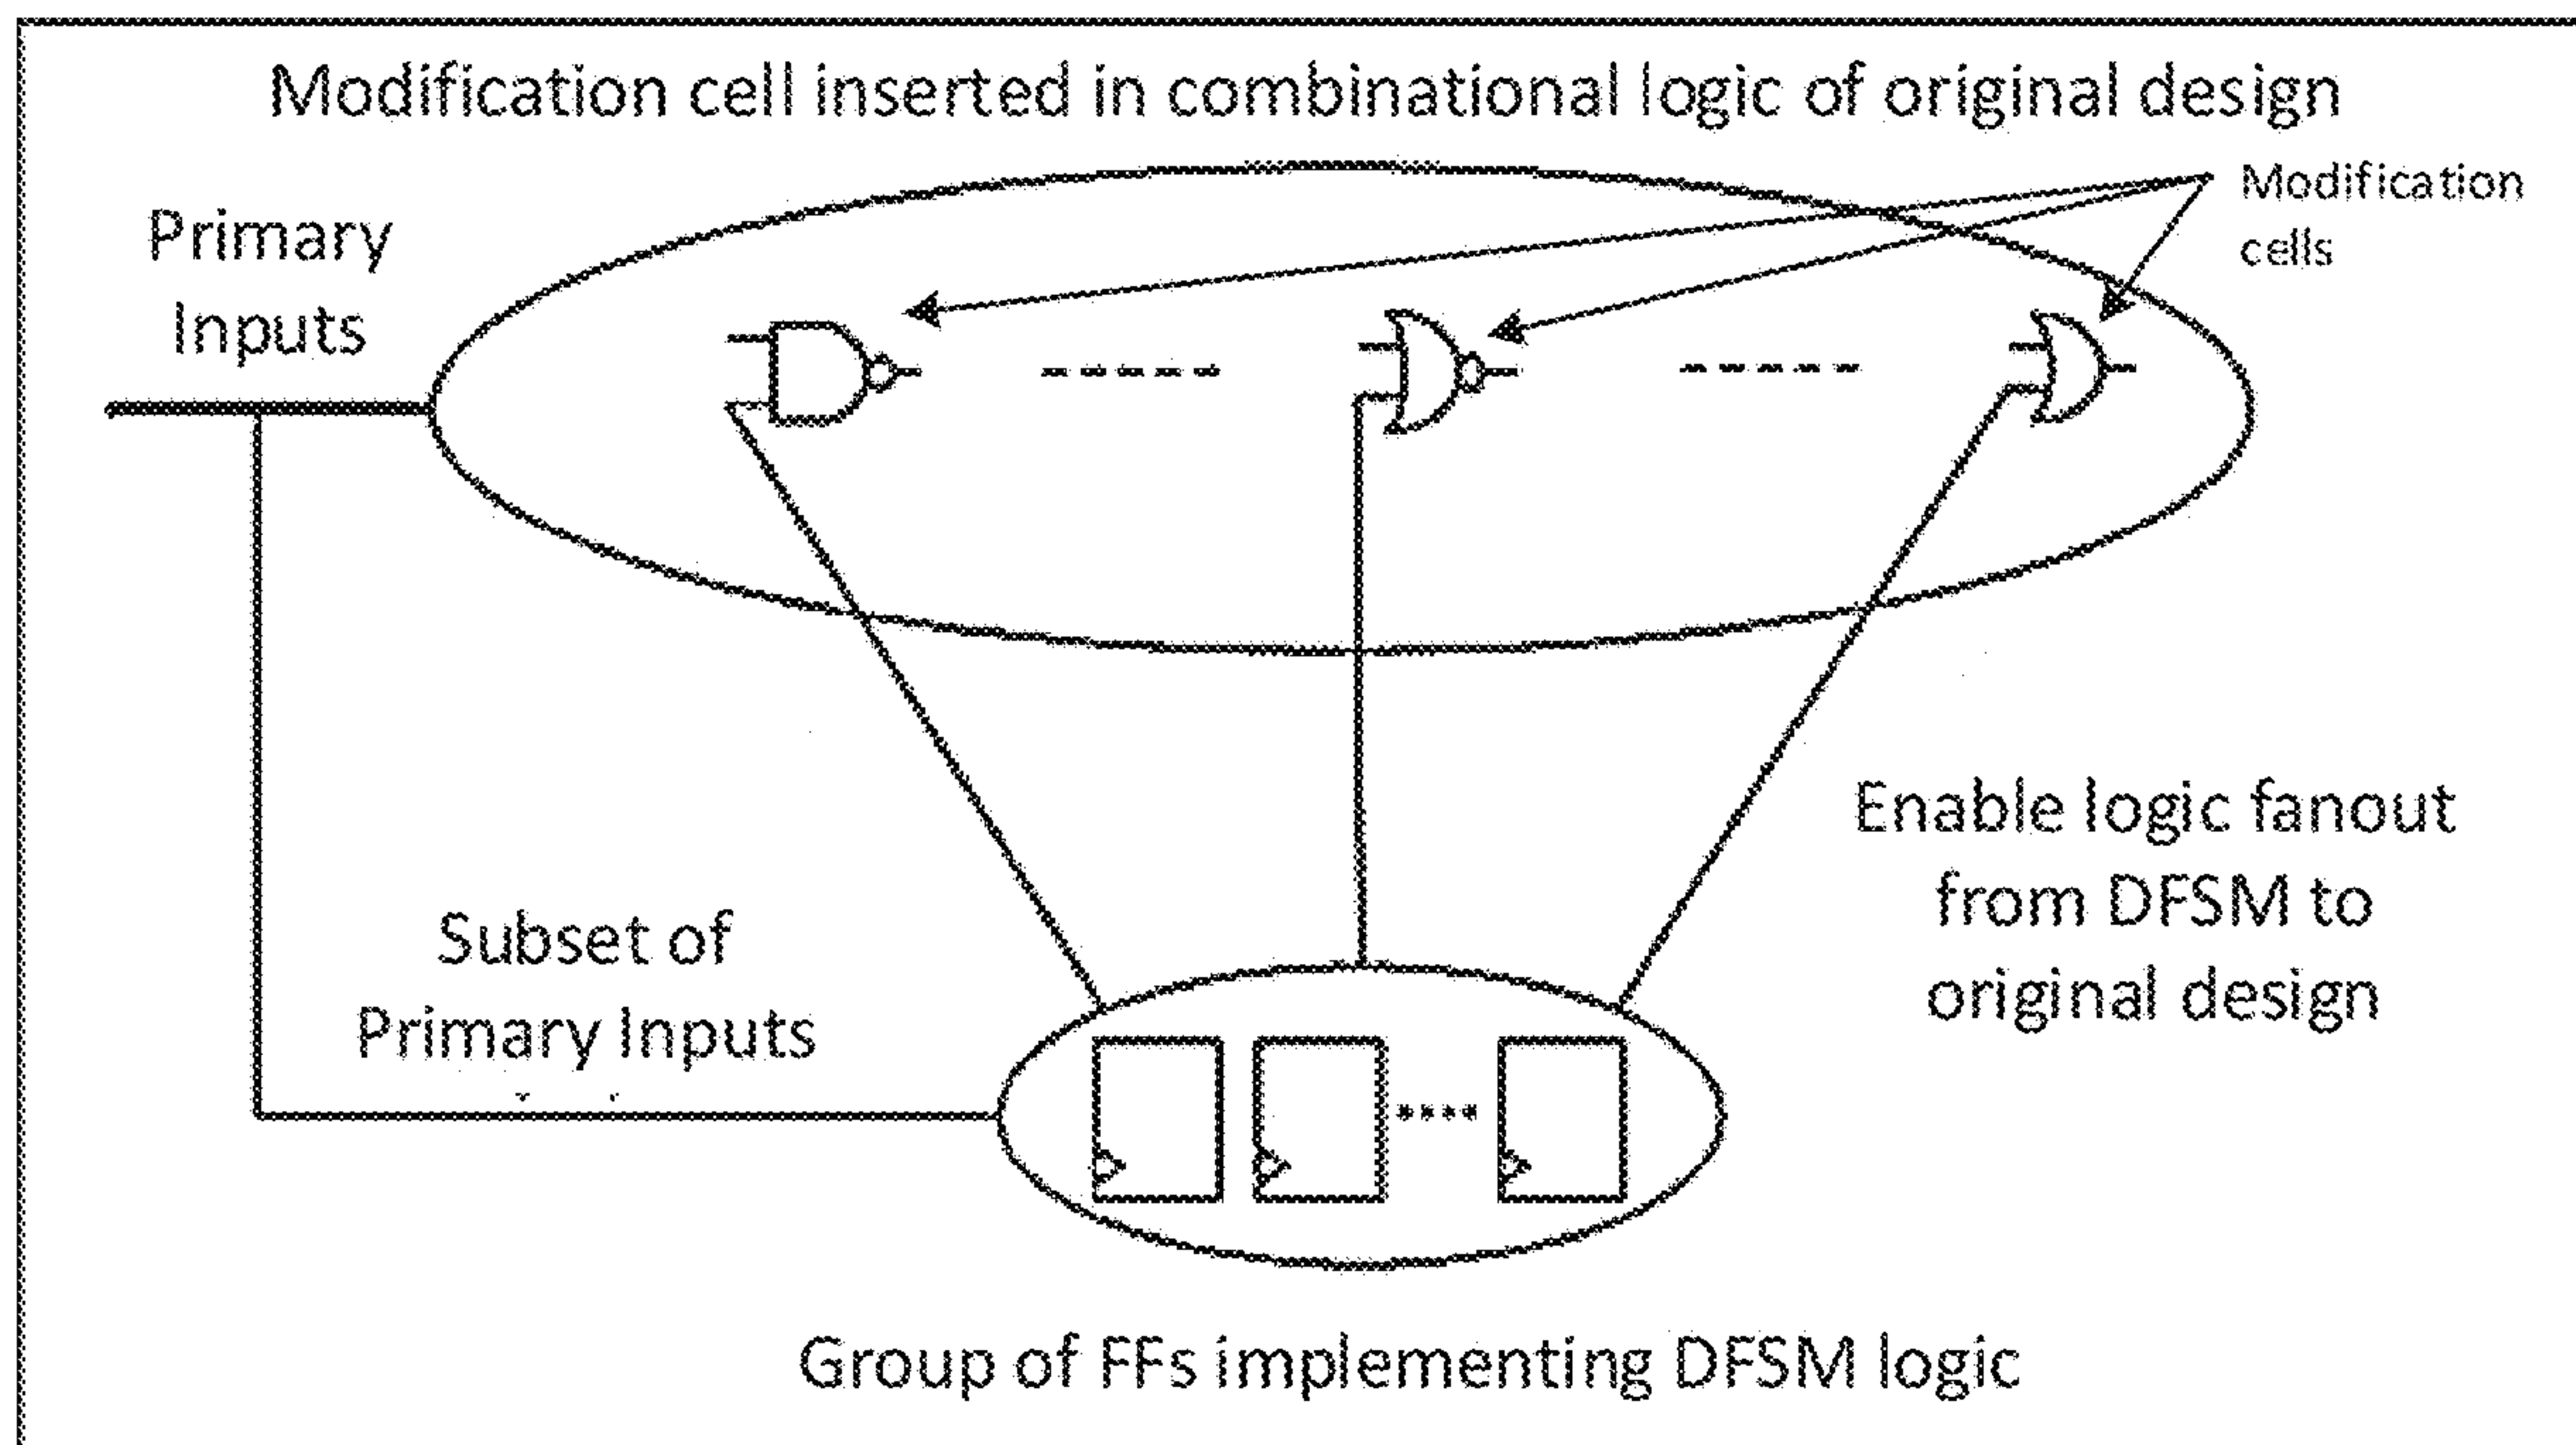 Modification cell inserted in combinational logic of original design
Modification
cells
Primary
Inputs
Enable logic fanout
from DFSM to
original design
Subset of
Primary Inputs
Group of FFs implementing DFSM logic